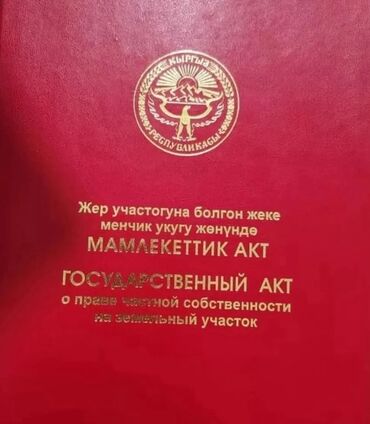 КЫРГЫЗ
РЕСПУБЛИКАСЫ
Жер участогуна болгон жеке
менчик укугу жөнүндө
МАМЛЕКЕТТИК АКТ
ГОСУДАРСТВЕННЫЙ АКТ
о праве частной собственности
на земельный участок